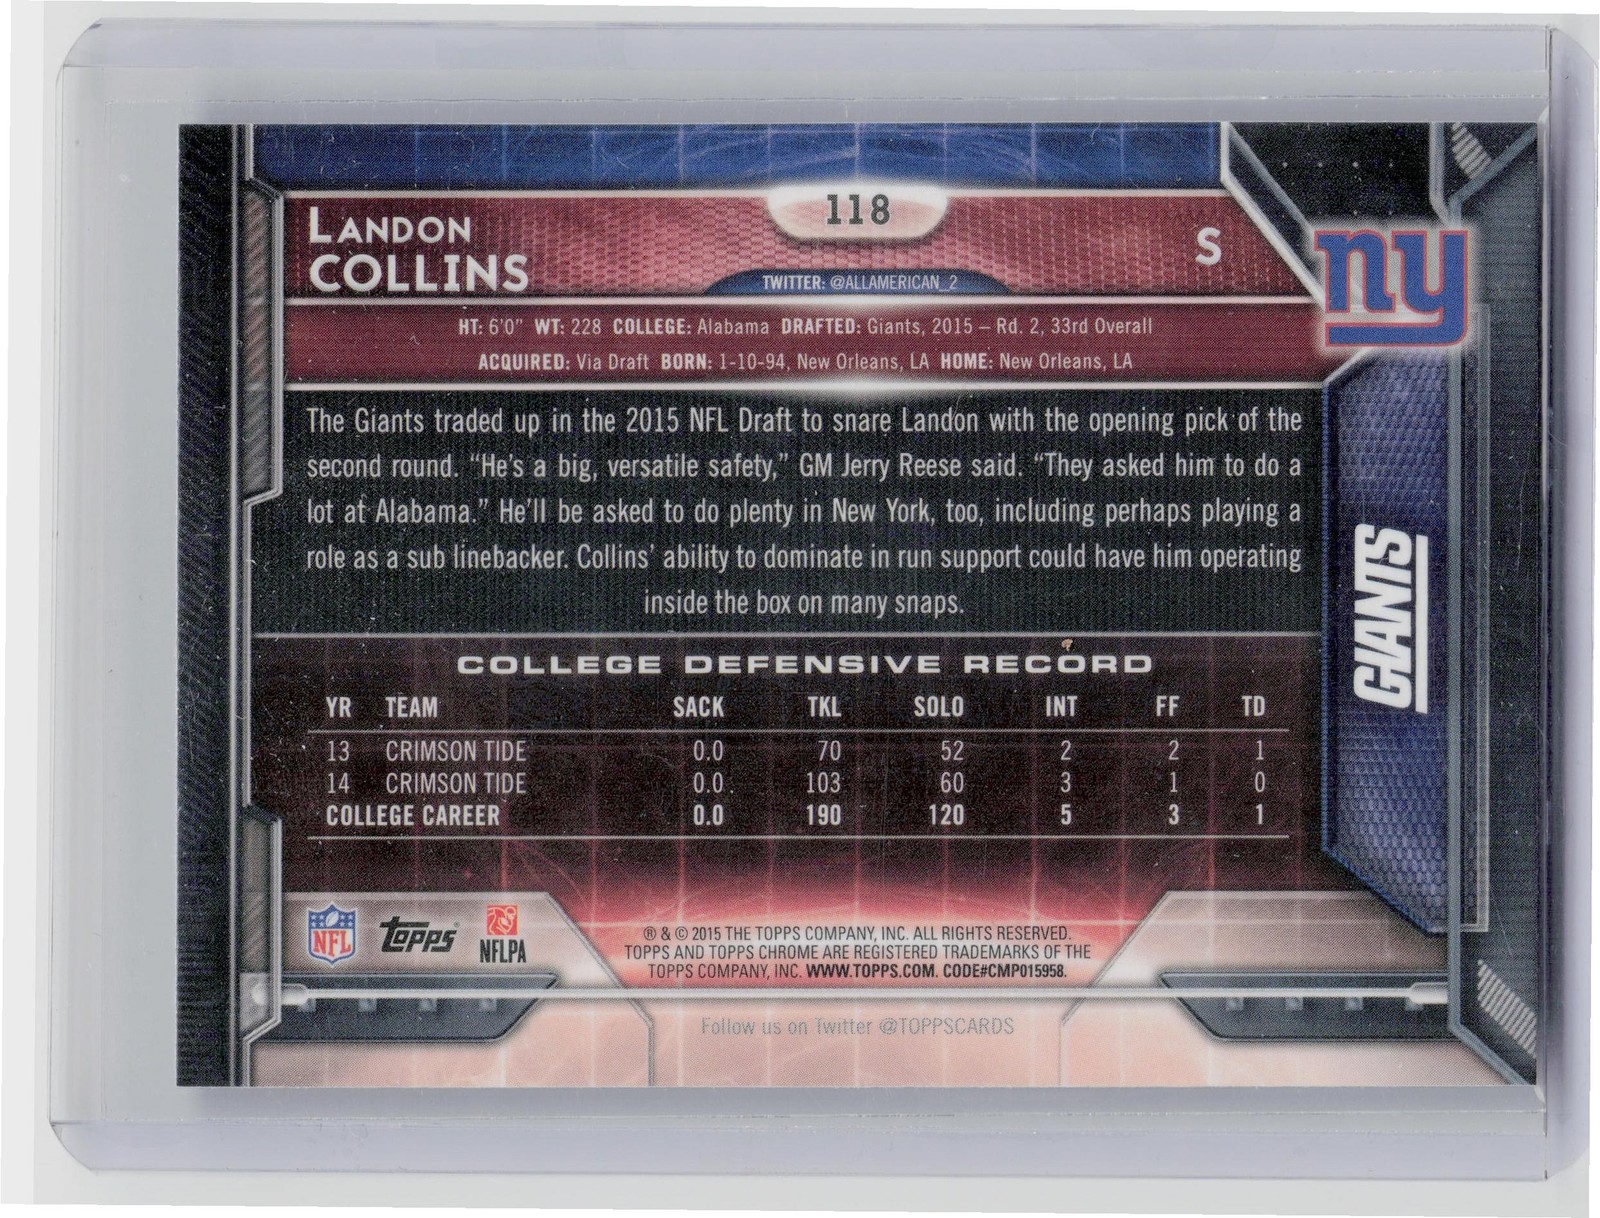 118
LANDON
COLLINS
S
ny
TWITTER: @ALLAMERICAN_2
HT: 6'0" WT: 228 COLLEGE: Alabama DRAFTED: Giants, 2015 – Rd. 2, 33rd Overall
ACQUIRED: Via Draft BORN: 1-10-94, New Orleans, LA HOME: New Orleans, LA
The Giants traded up in the 2015 NFL Draft to snare Landon with the opening pick of the
second round. “He's a big, versatile safety,” GM Jerry Reese said. “They asked him to do a
lot at Alabama.” He'll be asked to do plenty in New York, too, including perhaps playing a
role as a sub linebacker. Collins' ability to dominate in run support could have him operating
inside the box on many snaps.
GIANTS
COLLEGE DEFENSIVE RECORD
YR TEAM SACK TKL SOLO INT FF TD
13 CRIMSON TIDE 0.0 70 52 2 2 1
14 CRIMSON TIDE 0.0 103 60 3 1 0
COLLEGE CAREER 0.0 190 120 5 3 1
NFL topps NFLPA
® & © 2015 THE TOPPS COMPANY, INC. ALL RIGHTS RESERVED.
TOPPS AND TOPPS CHROME ARE REGISTERED TRADEMARKS OF THE
TOPPS COMPANY, INC. WWW.TOPPS.COM. CODE#CMP015958.
Follow us on Twitter @TOPPSCARDS